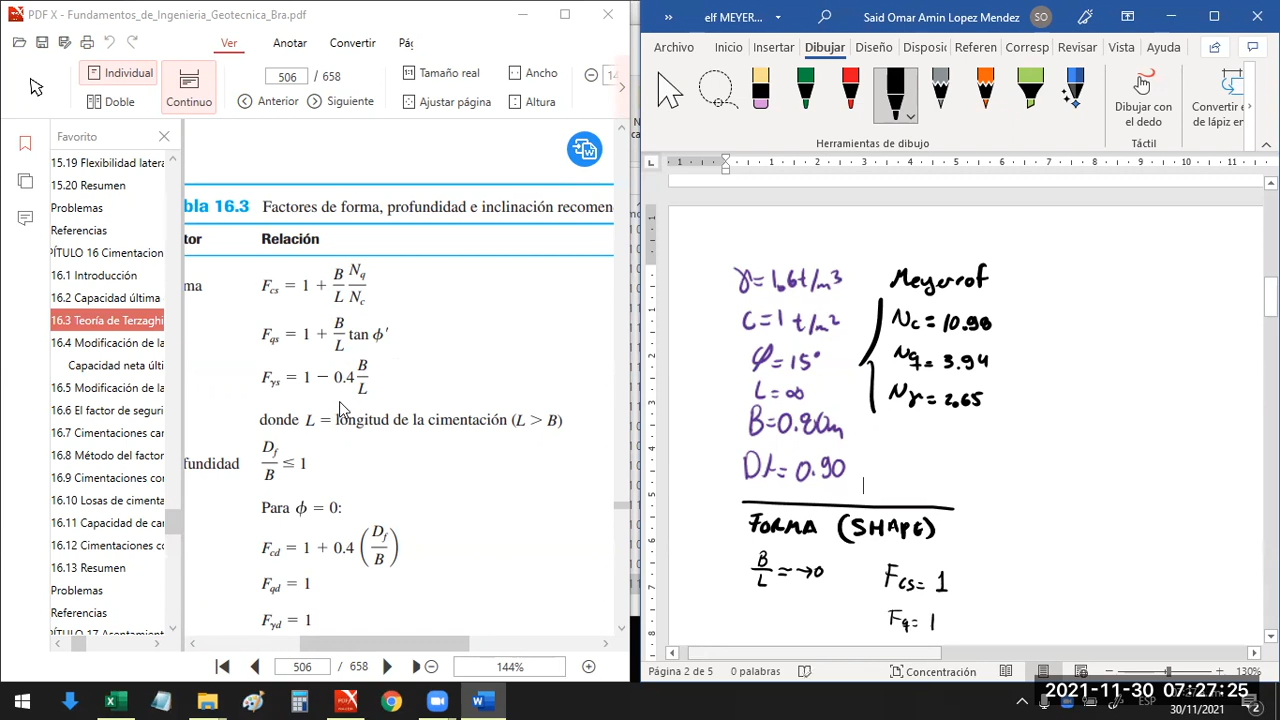 PDF X | Fundamentos_de_Ingenieria_Geotecnica_Bra.pdf
Ver Anotar Convertir Pág
Individual
Doble
Continuo
506 / 658
Anterior Siguiente
Tamaño real
Ajustar página
Ancho
Altura
Favorito
15.19 Flexibilidad latera
15.20 Resumen
Problemas
Referencias
PÍTULO 16 Cimentacion
16.1 Introducción
16.2 Capacidad última
16.3 Teoría de Terzaghi
16.4 Modificación de la
Capacidad neta últ
16.5 Modificación de la
16.6 El factor de seguri
16.7 Cimentaciones car
16.8 Método del factor
16.9 Cimentaciones co
16.10 Losas de cimenta
16.11 Capacidad de car
16.12 Cimentaciones co
16.13 Resumen
Problemas
Referencias
PÍTULO 17 Asentamient
bla 16.3 Factores de forma, profundidad e inclinación recomen
tor Relación
ma F_cs = 1 + B/L N_q/N_c
F_qs = 1 + B/L tan ϕ'
F_γs = 1 − 0.4 B/L
donde L = longitud de la cimentación (L > B)
fundidad D_f/B ≤ 1
Para ϕ = 0:
F_cd = 1 + 0.4 (D_f/B)
F_qd = 1
F_γd = 1
506 / 658
144%
elf MEYER...
Said Omar Amin Lopez Mendez SO
Archivo Inicio Insertar Dibujar Diseño Disposic Referen Corresp Revisar Vista Ayuda
Dibujar con el dedo
Convertir e de lápiz en
Herramientas de dibujo
Táctil
γ = 1.6 t/m3
C = 1 t/m2
φ = 15°
L = ∞
B = 0.80m
Df = 0.90
Meyerrof
Nc = 10.98
Nq = 3.94
Nγ = 2.65
FORMA (SHAPE)
B/L ≈ → 0
Fcs = 1
Fq = 1
Página 2 de 5 0 palabras
Concentración
130%
2021-11-30 07:27:25
ESP
30/11/2021
2